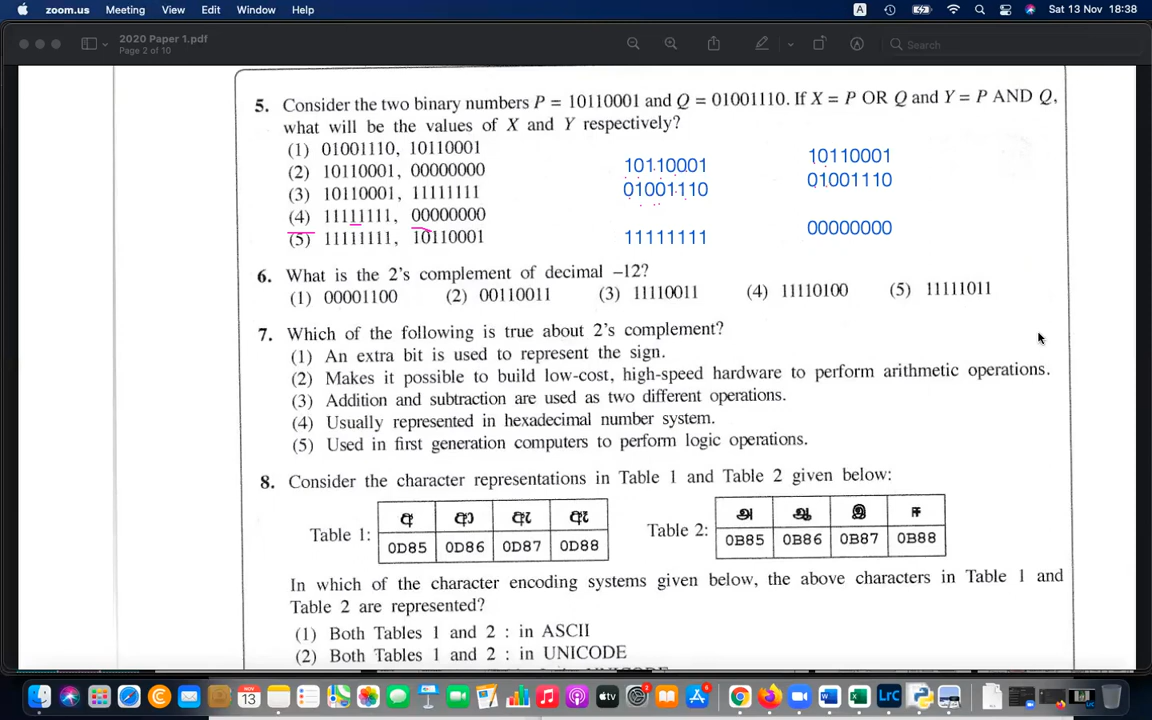 zoom.us Meeting View Edit Window Help A Sat 13 Nov 18:38
2020 Paper 1.pdf
Page 2 of 10
Search
5. Consider the two binary numbers P = 10110001 and Q = 01001110. If X = P OR Q and Y = P AND Q,
what will be the values of X and Y respectively?
(1) 01001110, 10110001
(2) 10110001, 00000000
(3) 10110001, 11111111
(4) 11111111, 00000000
(5) 11111111, 10110001
10110001
01001110
11111111
10110001
01001110
00000000
6. What is the 2's complement of decimal –12?
(1) 00001100 (2) 00110011 (3) 11110011 (4) 11110100 (5) 11111011
7. Which of the following is true about 2's complement?
(1) An extra bit is used to represent the sign.
(2) Makes it possible to build low-cost, high-speed hardware to perform arithmetic operations.
(3) Addition and subtraction are used as two different operations.
(4) Usually represented in hexadecimal number system.
(5) Used in first generation computers to perform logic operations.
8. Consider the character representations in Table 1 and Table 2 given below:
Table 1: අ ආ ඇ ඈ
0D85 0D86 0D87 0D88
Table 2: அ ஆ இ ஈ
0B85 0B86 0B87 0B88
In which of the character encoding systems given below, the above characters in Table 1 and
Table 2 are represented?
(1) Both Tables 1 and 2 : in ASCII
(2) Both Tables 1 and 2 : in UNICODE
NOV
13
tv
W X LrC